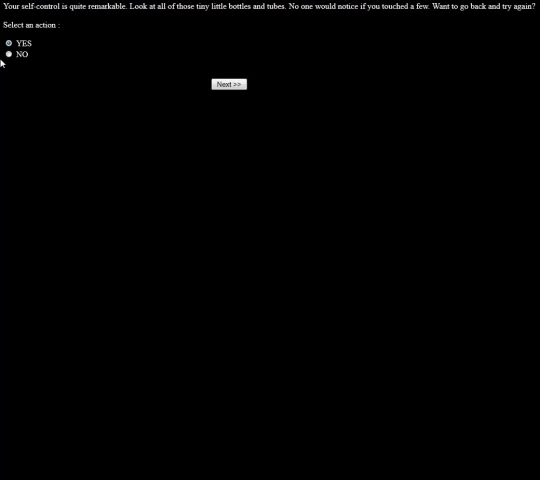 Your self-control is quite remarkable. Look at all of those tiny little bottles and tubes. No one would notice if you touched a few. Want to go back and try again?
Select an action :
YES
NO
Next >>